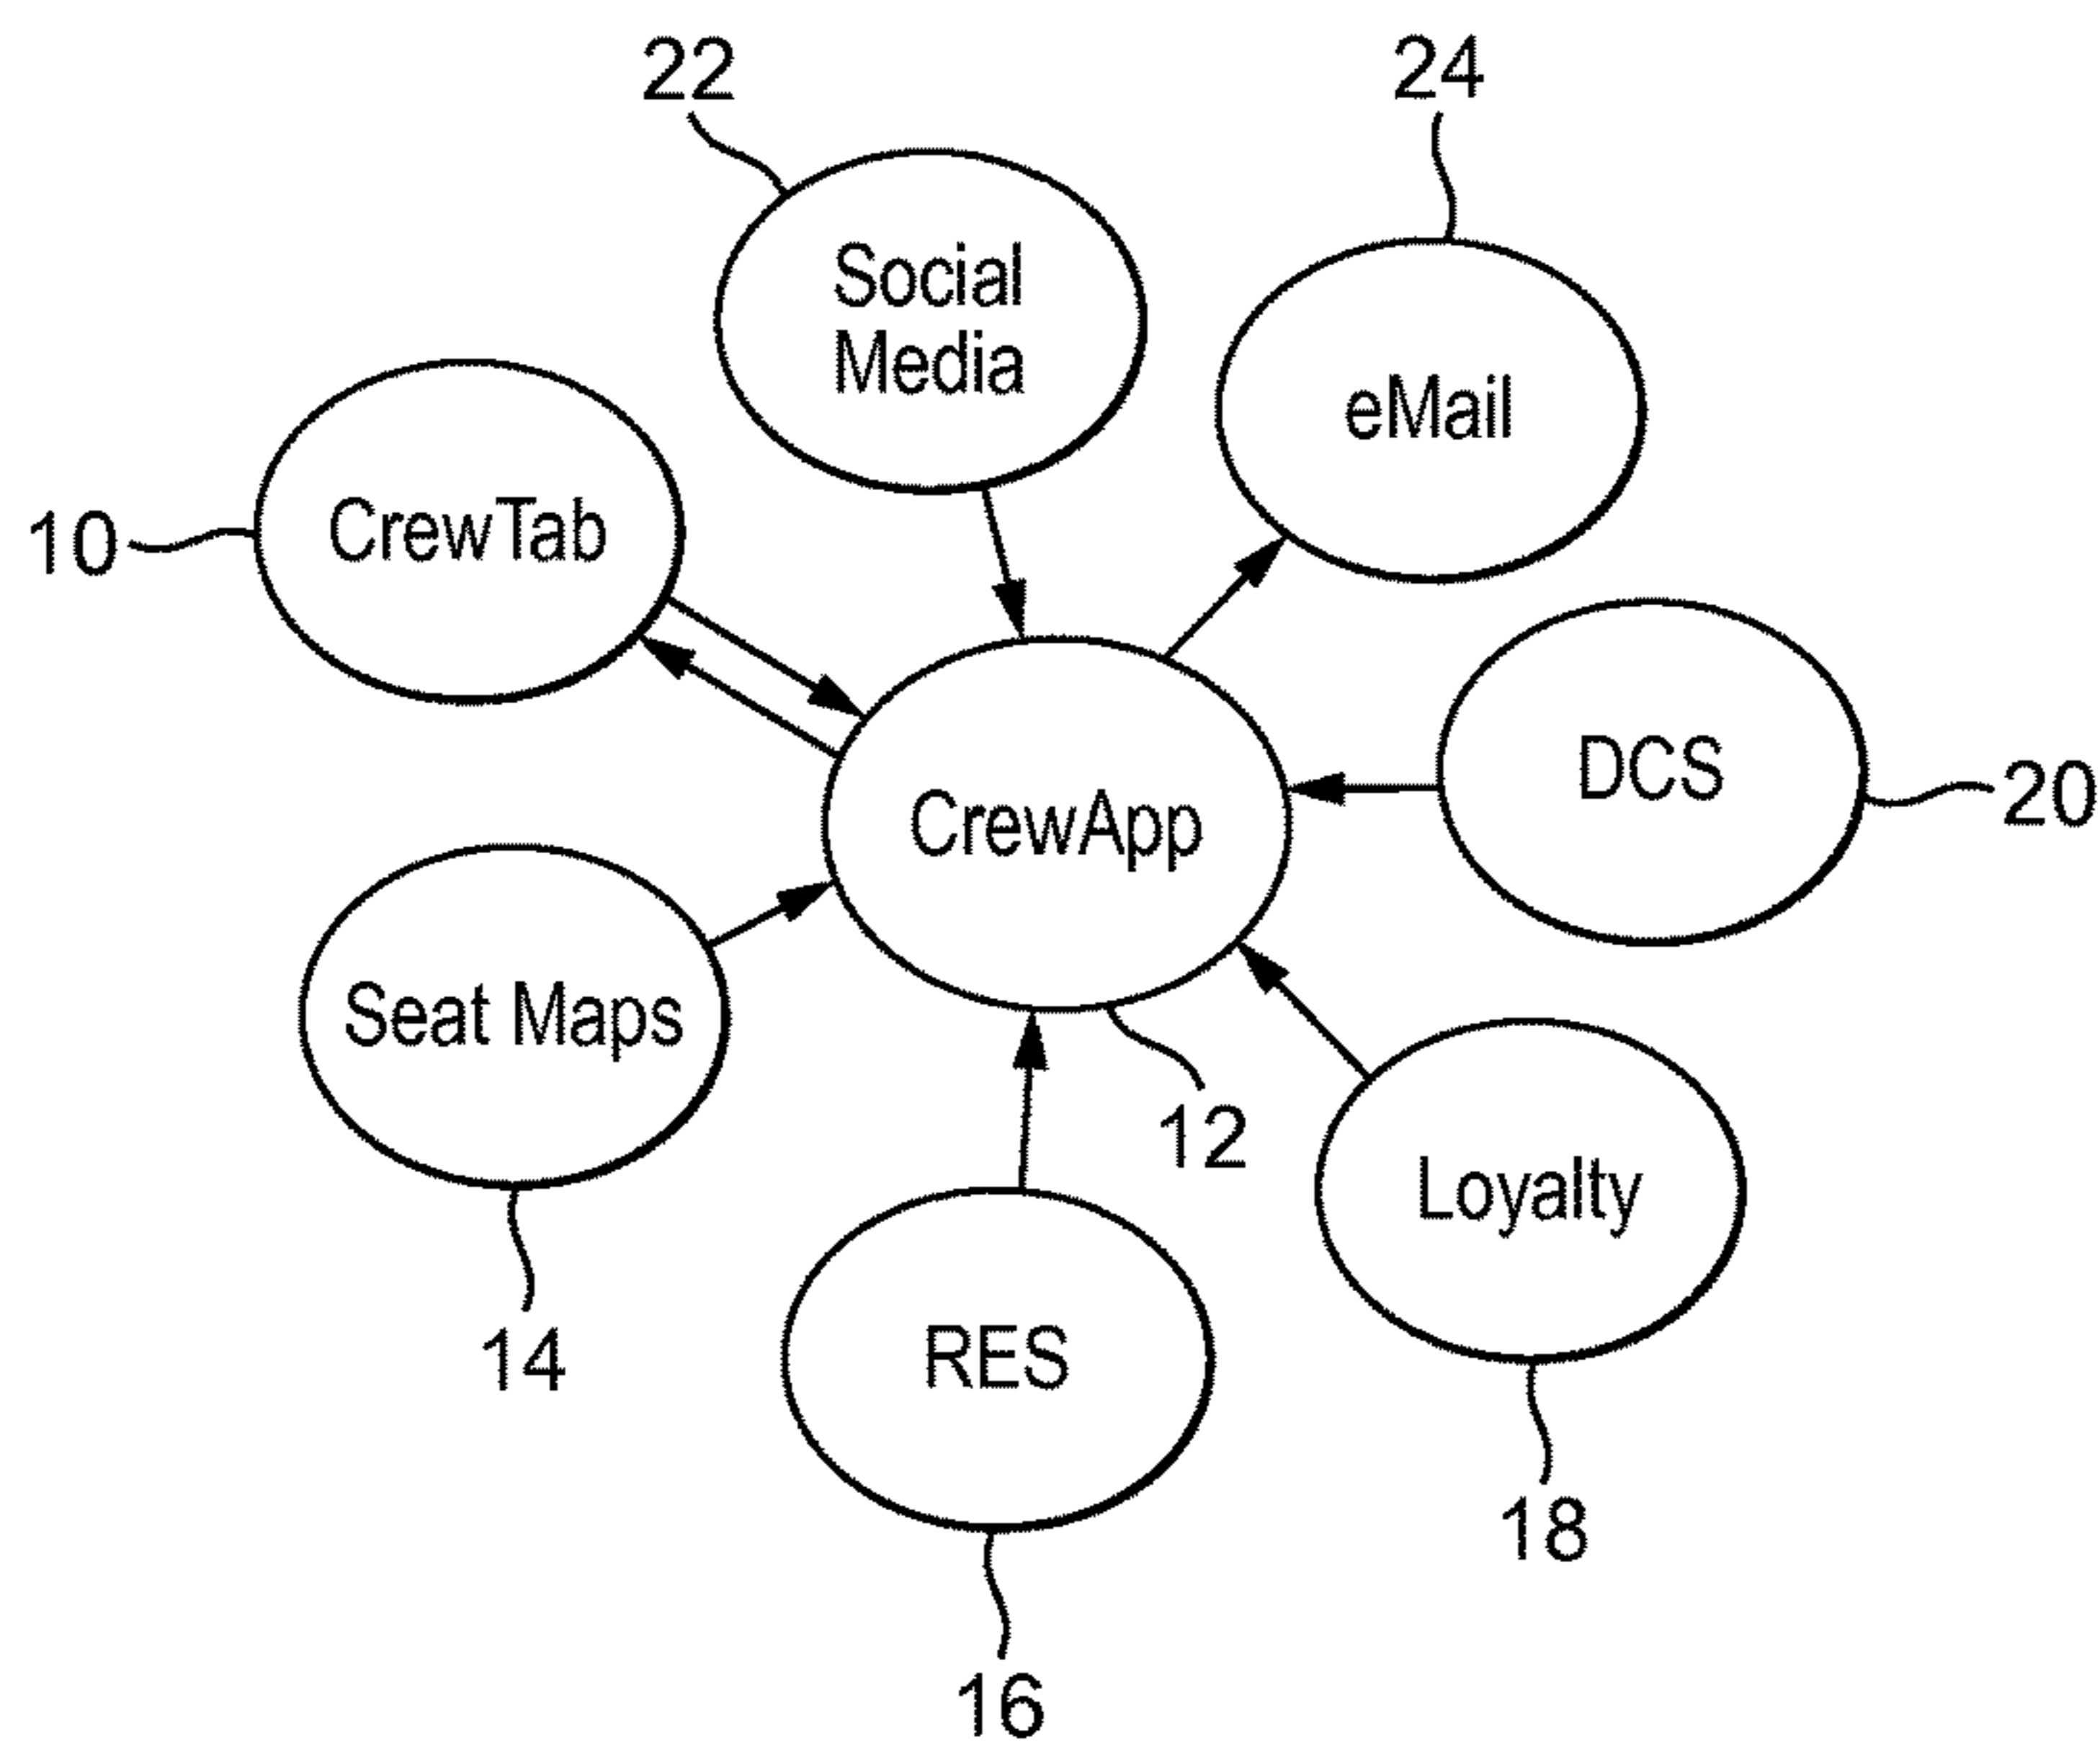 22
24
Social
Media
eMail
CrewTab
10
DCS
20
CrewApp
Seat Maps
12
Loyalty
14
RES
18
16